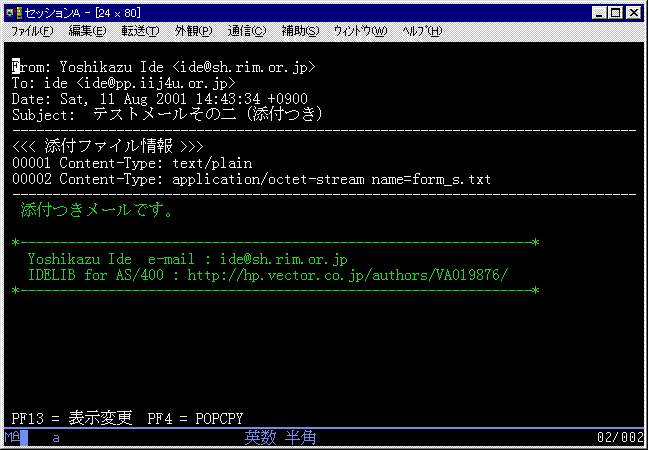 セッションA - [24 x 80]
ファイル(F) 編集(E) 転送(T) 外観(P) 通信(C) 補助(S) ウィンドウ(W) ヘルプ(H)
From: Yoshikazu Ide <ide@sh.rim.or.jp>
To: ide <ide@pp.iij4u.or.jp>
Date: Sat, 11 Aug 2001 14:43:34 +0900
Subject: テストメールその二 (添付つき)
------------------------------------------------------------------------------
<<< 添付ファイル情報 >>>
00001 Content-Type: text/plain
00002 Content-Type: application/octet-stream name=form_s.txt
------------------------------------------------------------------------------
添付つきメールです。
*----------------------------------------------------------------*
Yoshikazu Ide e-mail : ide@sh.rim.or.jp
IDELIB for AS/400 : http://hp.vector.co.jp/authors/VA019876/
*----------------------------------------------------------------*
PF13 = 表示変更 PF4 = POPCPY
MA a 英数 半角 02/002